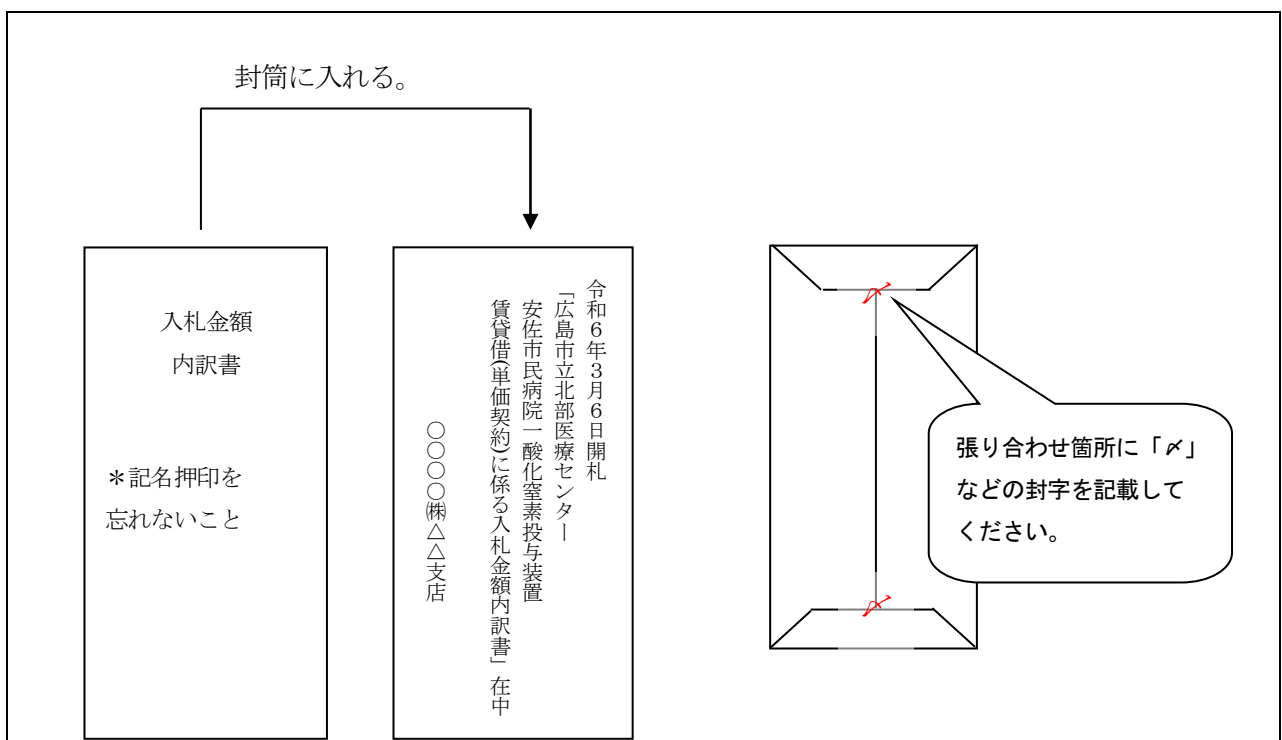 封筒に入れる。
入札金額
内訳書
＊記名押印を
忘れないこと
令和６年３月６日開札
「広島市立北部医療センター
安佐市民病院一酸化窒素投与装置
賃貸借(単価契約)に係る入札金額内訳書」在中
○○○○㈱△△支店
〆
張り合わせ箇所に「〆」
などの封字を記載して
ください。
〆